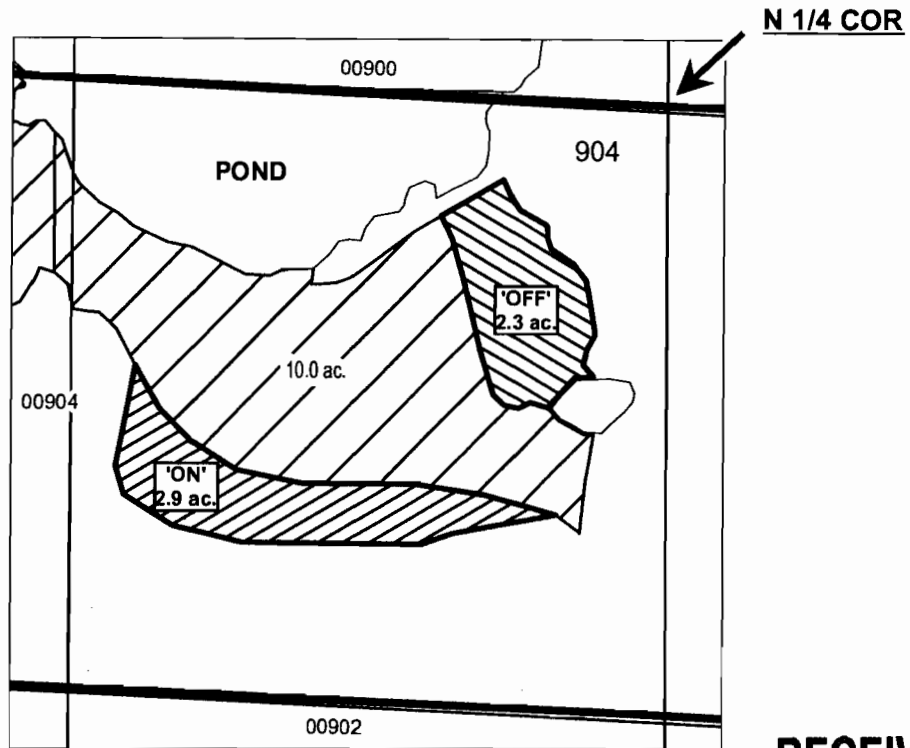 N 1/4 COR
00900
904
POND
'OFF'
2.3 ac.
10.0 ac.
00904
'ON'
2.9 ac.
00902